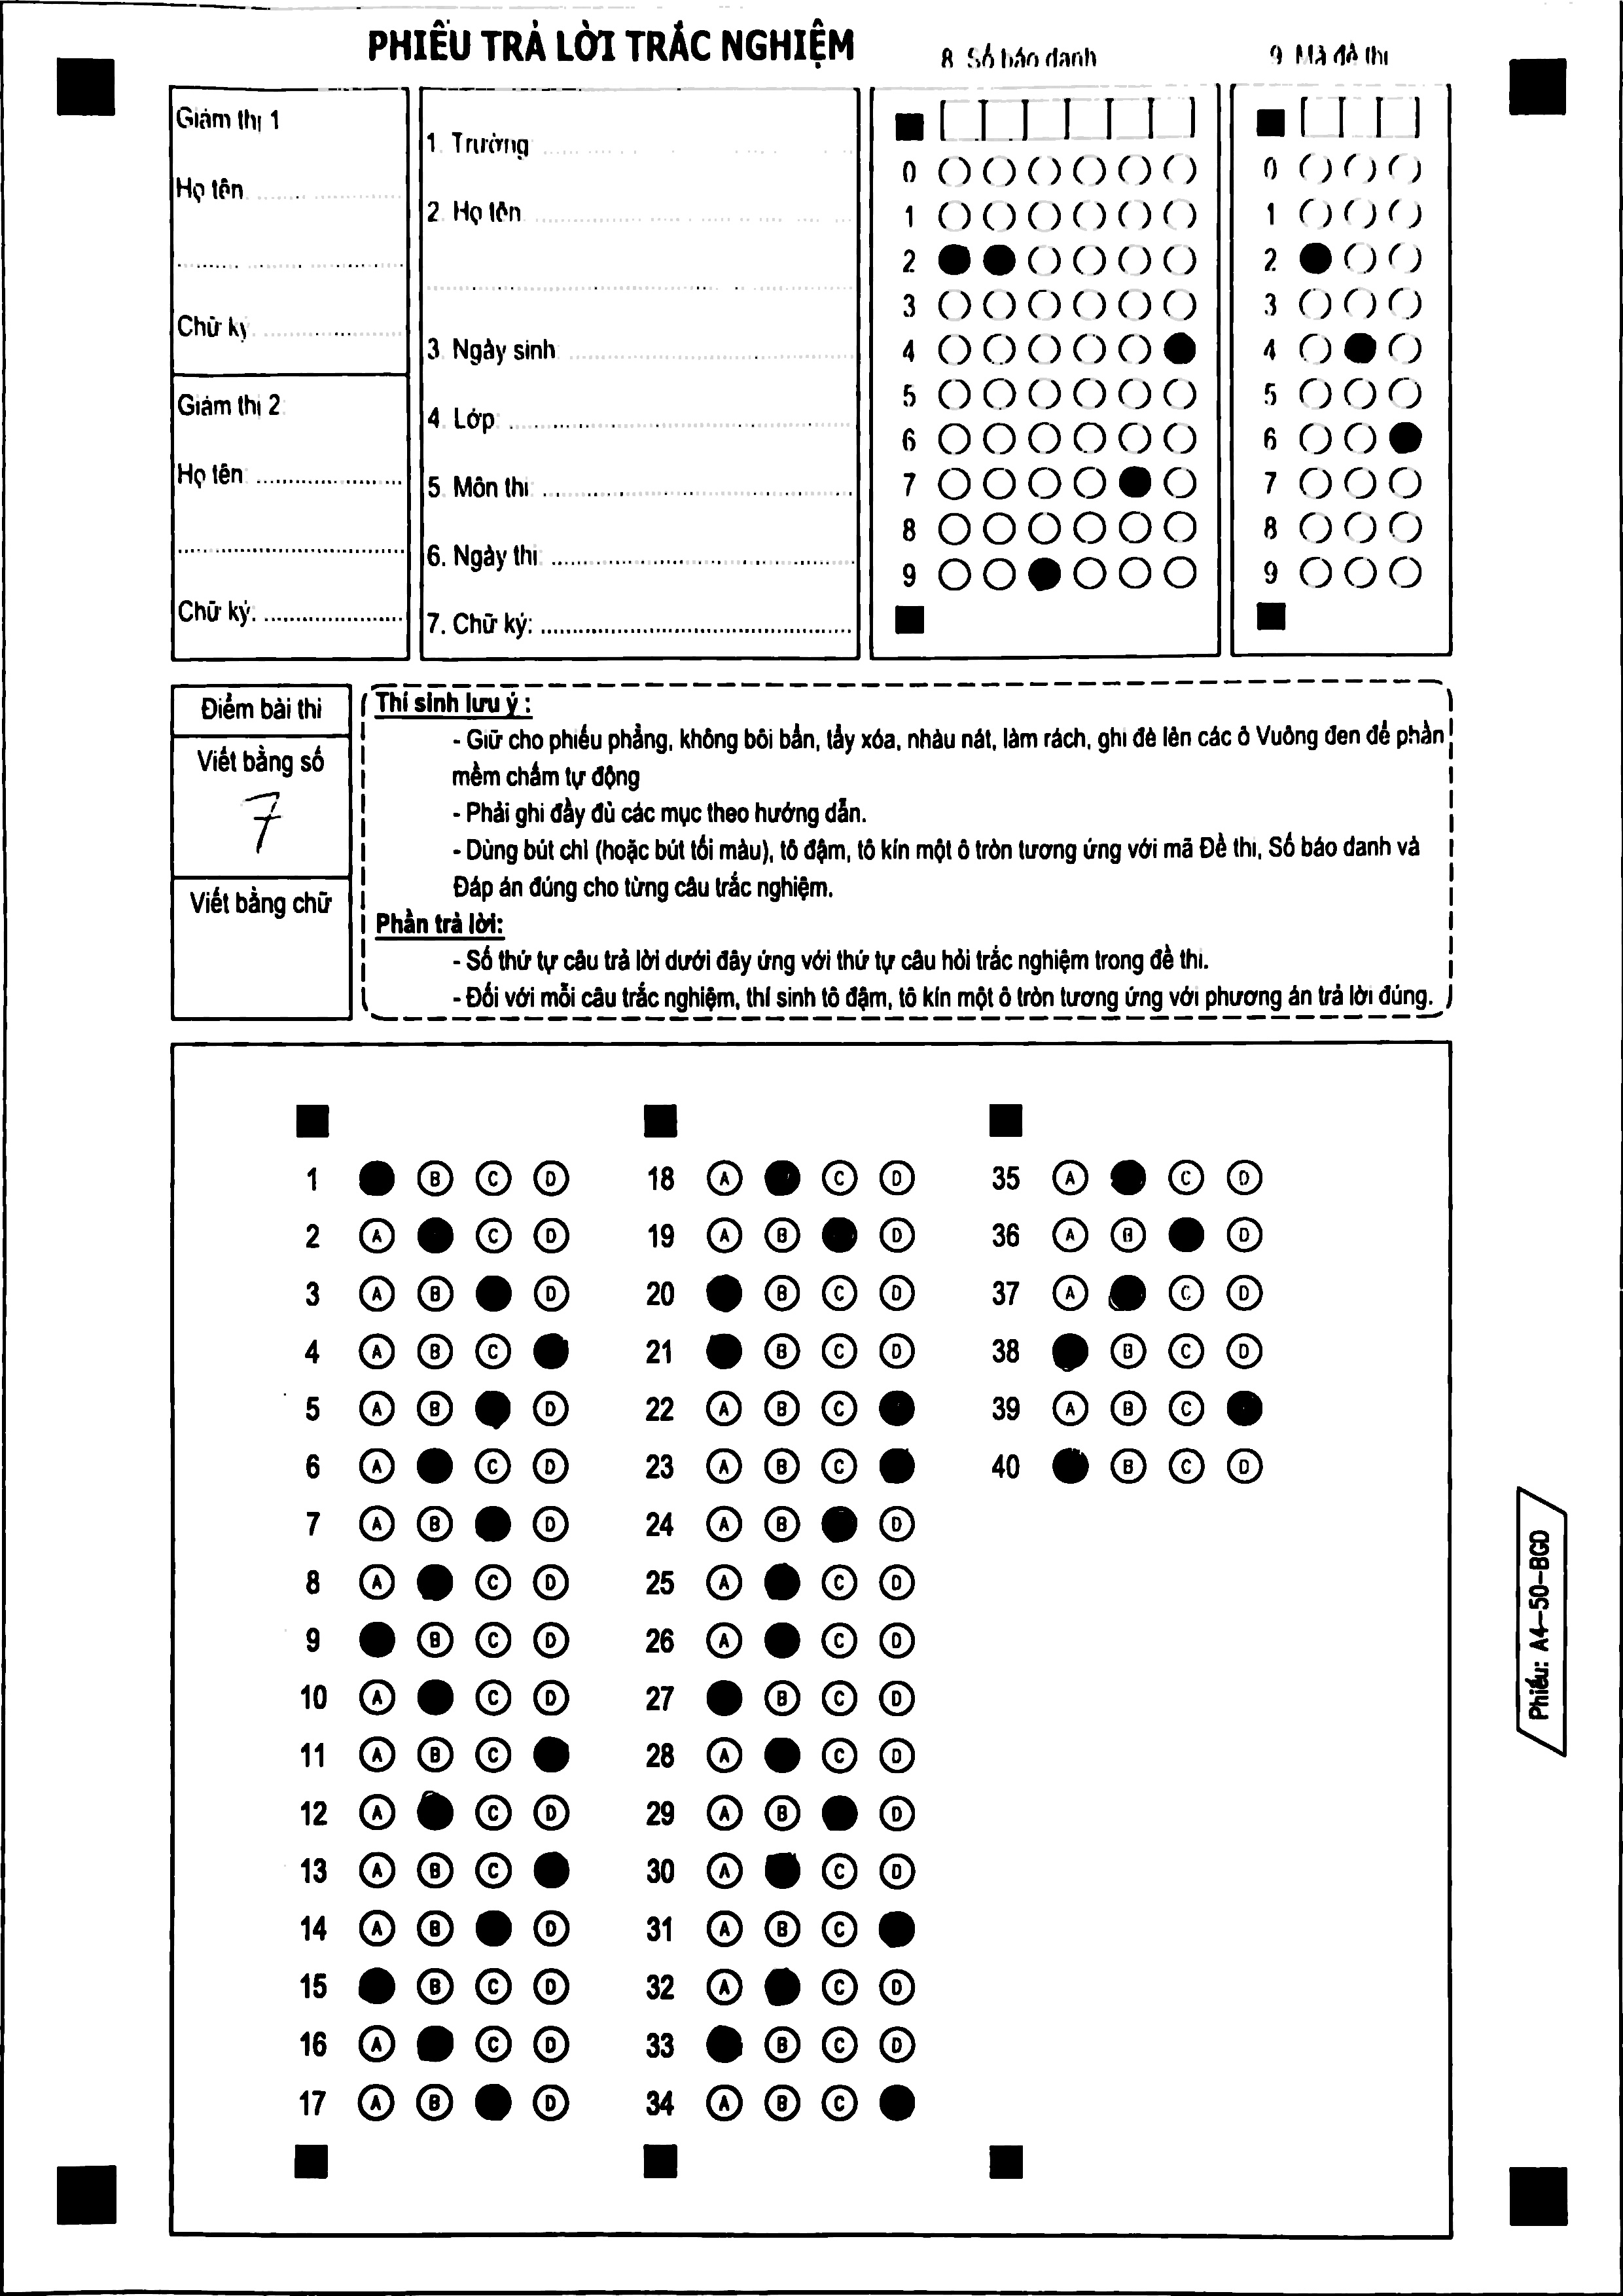 PHIẾU TRẢ LỜI TRẮC NGHIỆM
8 Số báo danh
9 Mã đề thi
Giám thị 1
Họ tên
Chữ ký
Giám thị 2
Họ tên
Chữ ký:
1. Trường
2. Họ tên
3. Ngày sinh
4. Lớp
5. Môn thi
6. Ngày thi
7. Chữ ký:
0 0
1 1
2 2
3 3
4 4
5 5
6 6
7 7
8 8
9 9
Điểm bài thi
Viết bằng số
7
Viết bằng chữ
Thí sinh lưu ý :
- Giữ cho phiếu phẳng, không bôi bẩn, tẩy xóa, nhàu nát, làm rách, ghi đè lên các ô Vuông đen để phần
mềm chấm tự động
- Phải ghi đầy đủ các mục theo hướng dẫn.
- Dùng bút chì (hoặc bút tối màu), tô đậm, tô kín một ô tròn tương ứng với mã Đề thi, Số báo danh và
Đáp án đúng cho từng câu trắc nghiệm.
Phần trả lời:
- Số thứ tự câu trả lời dưới đây ứng với thứ tự câu hỏi trắc nghiệm trong đề thi.
- Đối với mỗi câu trắc nghiệm, thí sinh tô đậm, tô kín một ô tròn tương ứng với phương án trả lời đúng.
1 B C D
2 A C D
3 A B D
4 A B C
5 A B D
6 A C D
7 A B D
8 A C D
9 B C D
10 A C D
11 A B C
12 A C D
13 A B C
14 A B D
15 B C D
16 A C D
17 A B D
18 A C D
19 A B D
20 B C D
21 B C D
22 A B C
23 A B C
24 A B D
25 A C D
26 A C D
27 B C D
28 A C D
29 A B D
30 A C D
31 A B C
32 A C D
33 B C D
34 A B C
35 A C D
36 A B D
37 A C D
38 B C D
39 A B C
40 B C D
Phiếu: A4-50-BGD